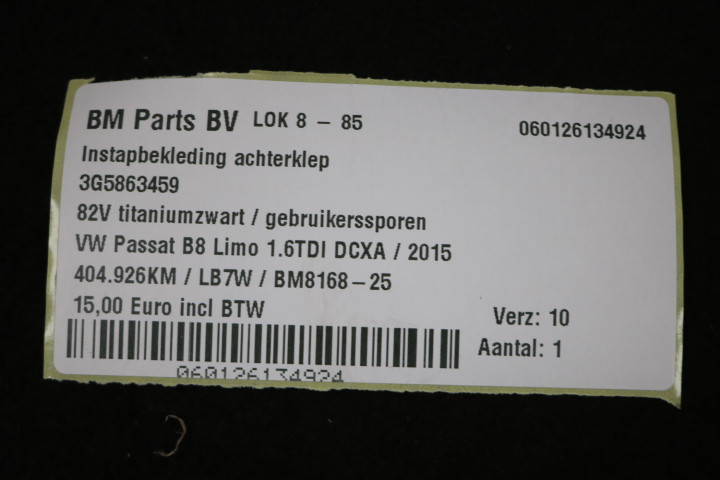 BM Parts BV LOK 8 - 85 060126134924
Instapbekleding achterklep
3G5863459
82V titaniumzwart / gebruikerssporen
VW Passat B8 Limo 1.6TDI DCXA / 2015
404.926KM / LB7W / BM8168-25
15,00 Euro incl BTW
Verz: 10
Aantal: 1
060126134924